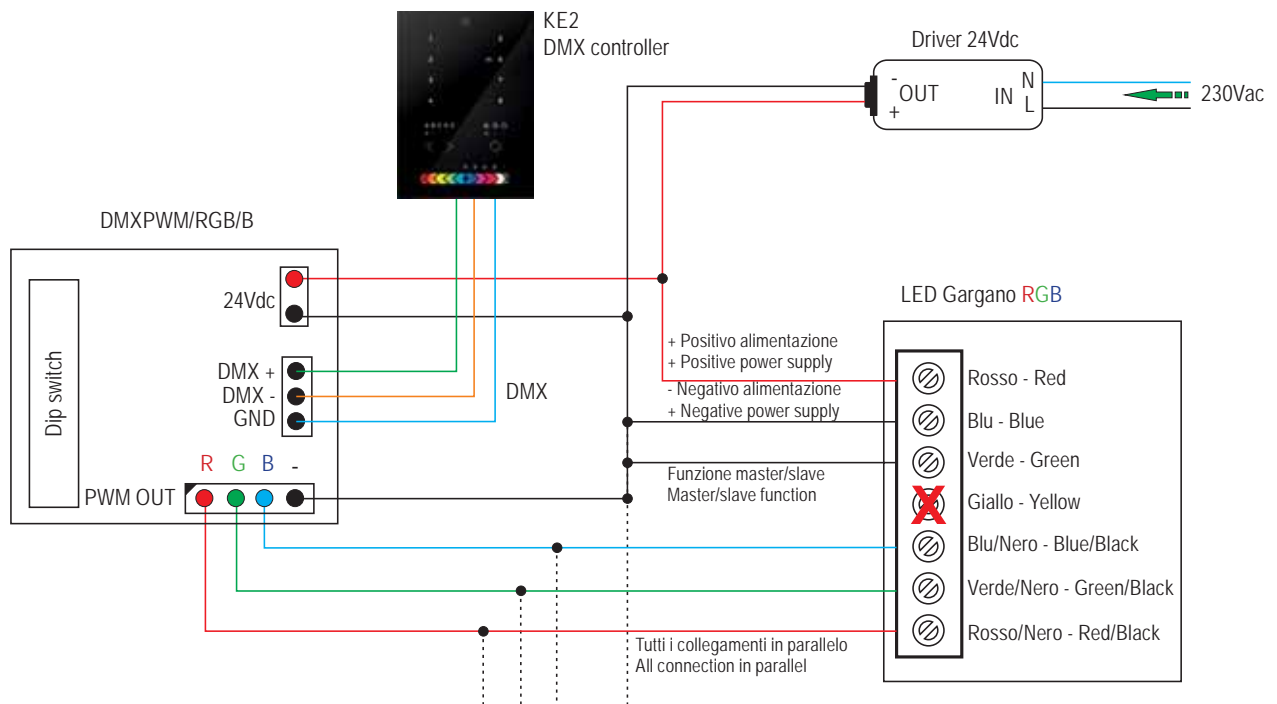 KE2
DMX controller
Driver 24Vdc
-
OUT
+
IN
N
L
230Vac
DMXPWM/RGB/B
24Vdc
Dip switch
DMX +
DMX -
GND
DMX
R G B -
PWM OUT
LED Gargano RGB
+ Positivo alimentazione
+ Positive power supply
- Negativo alimentazione
+ Negative power supply
Funzione master/slave
Master/slave function
Rosso - Red
Blu - Blue
Verde - Green
Giallo - Yellow
X
Blu/Nero - Blue/Black
Verde/Nero - Green/Black
Rosso/Nero - Red/Black
Tutti i collegamenti in parallelo
All connection in parallel